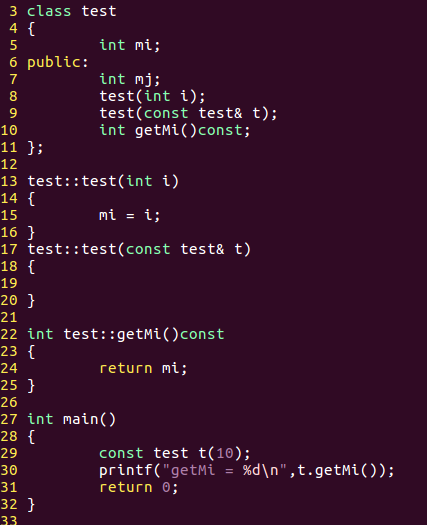 3 class test
4 {
5         int mi;
6 public:
7         int mj;
8         test(int i);
9         test(const test& t);
10         int getMi()const;
11 };
12
13 test::test(int i)
14 {
15         mi = i;
16 }
17 test::test(const test& t)
18 {
19
20 }
21
22 int test::getMi()const
23 {
24         return mi;
25 }
26
27 int main()
28 {
29         const test t(10);
30         printf("getMi = %d\n",t.getMi());
31         return 0;
32 }
33